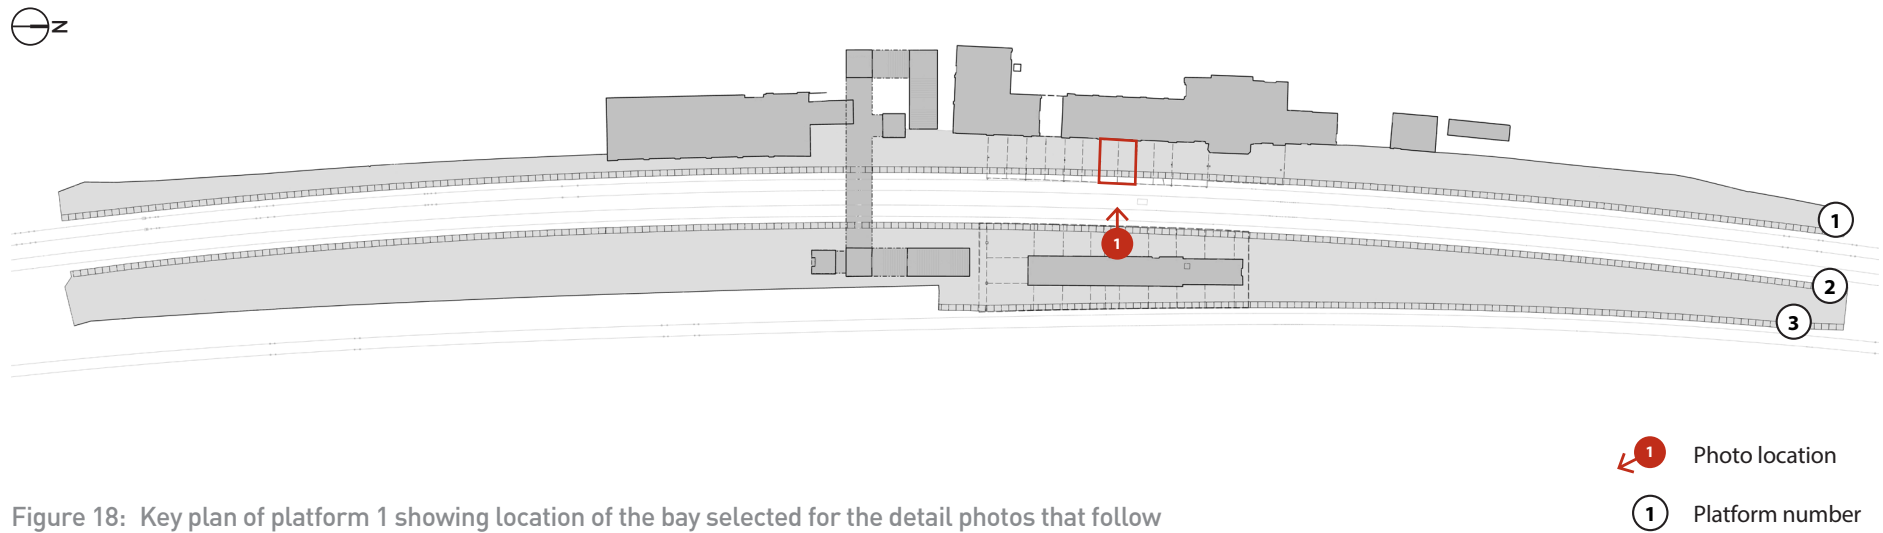 N
1
1
2
3
1 Photo location
1 Platform number
Figure 18: Key plan of platform 1 showing location of the bay selected for the detail photos that follow